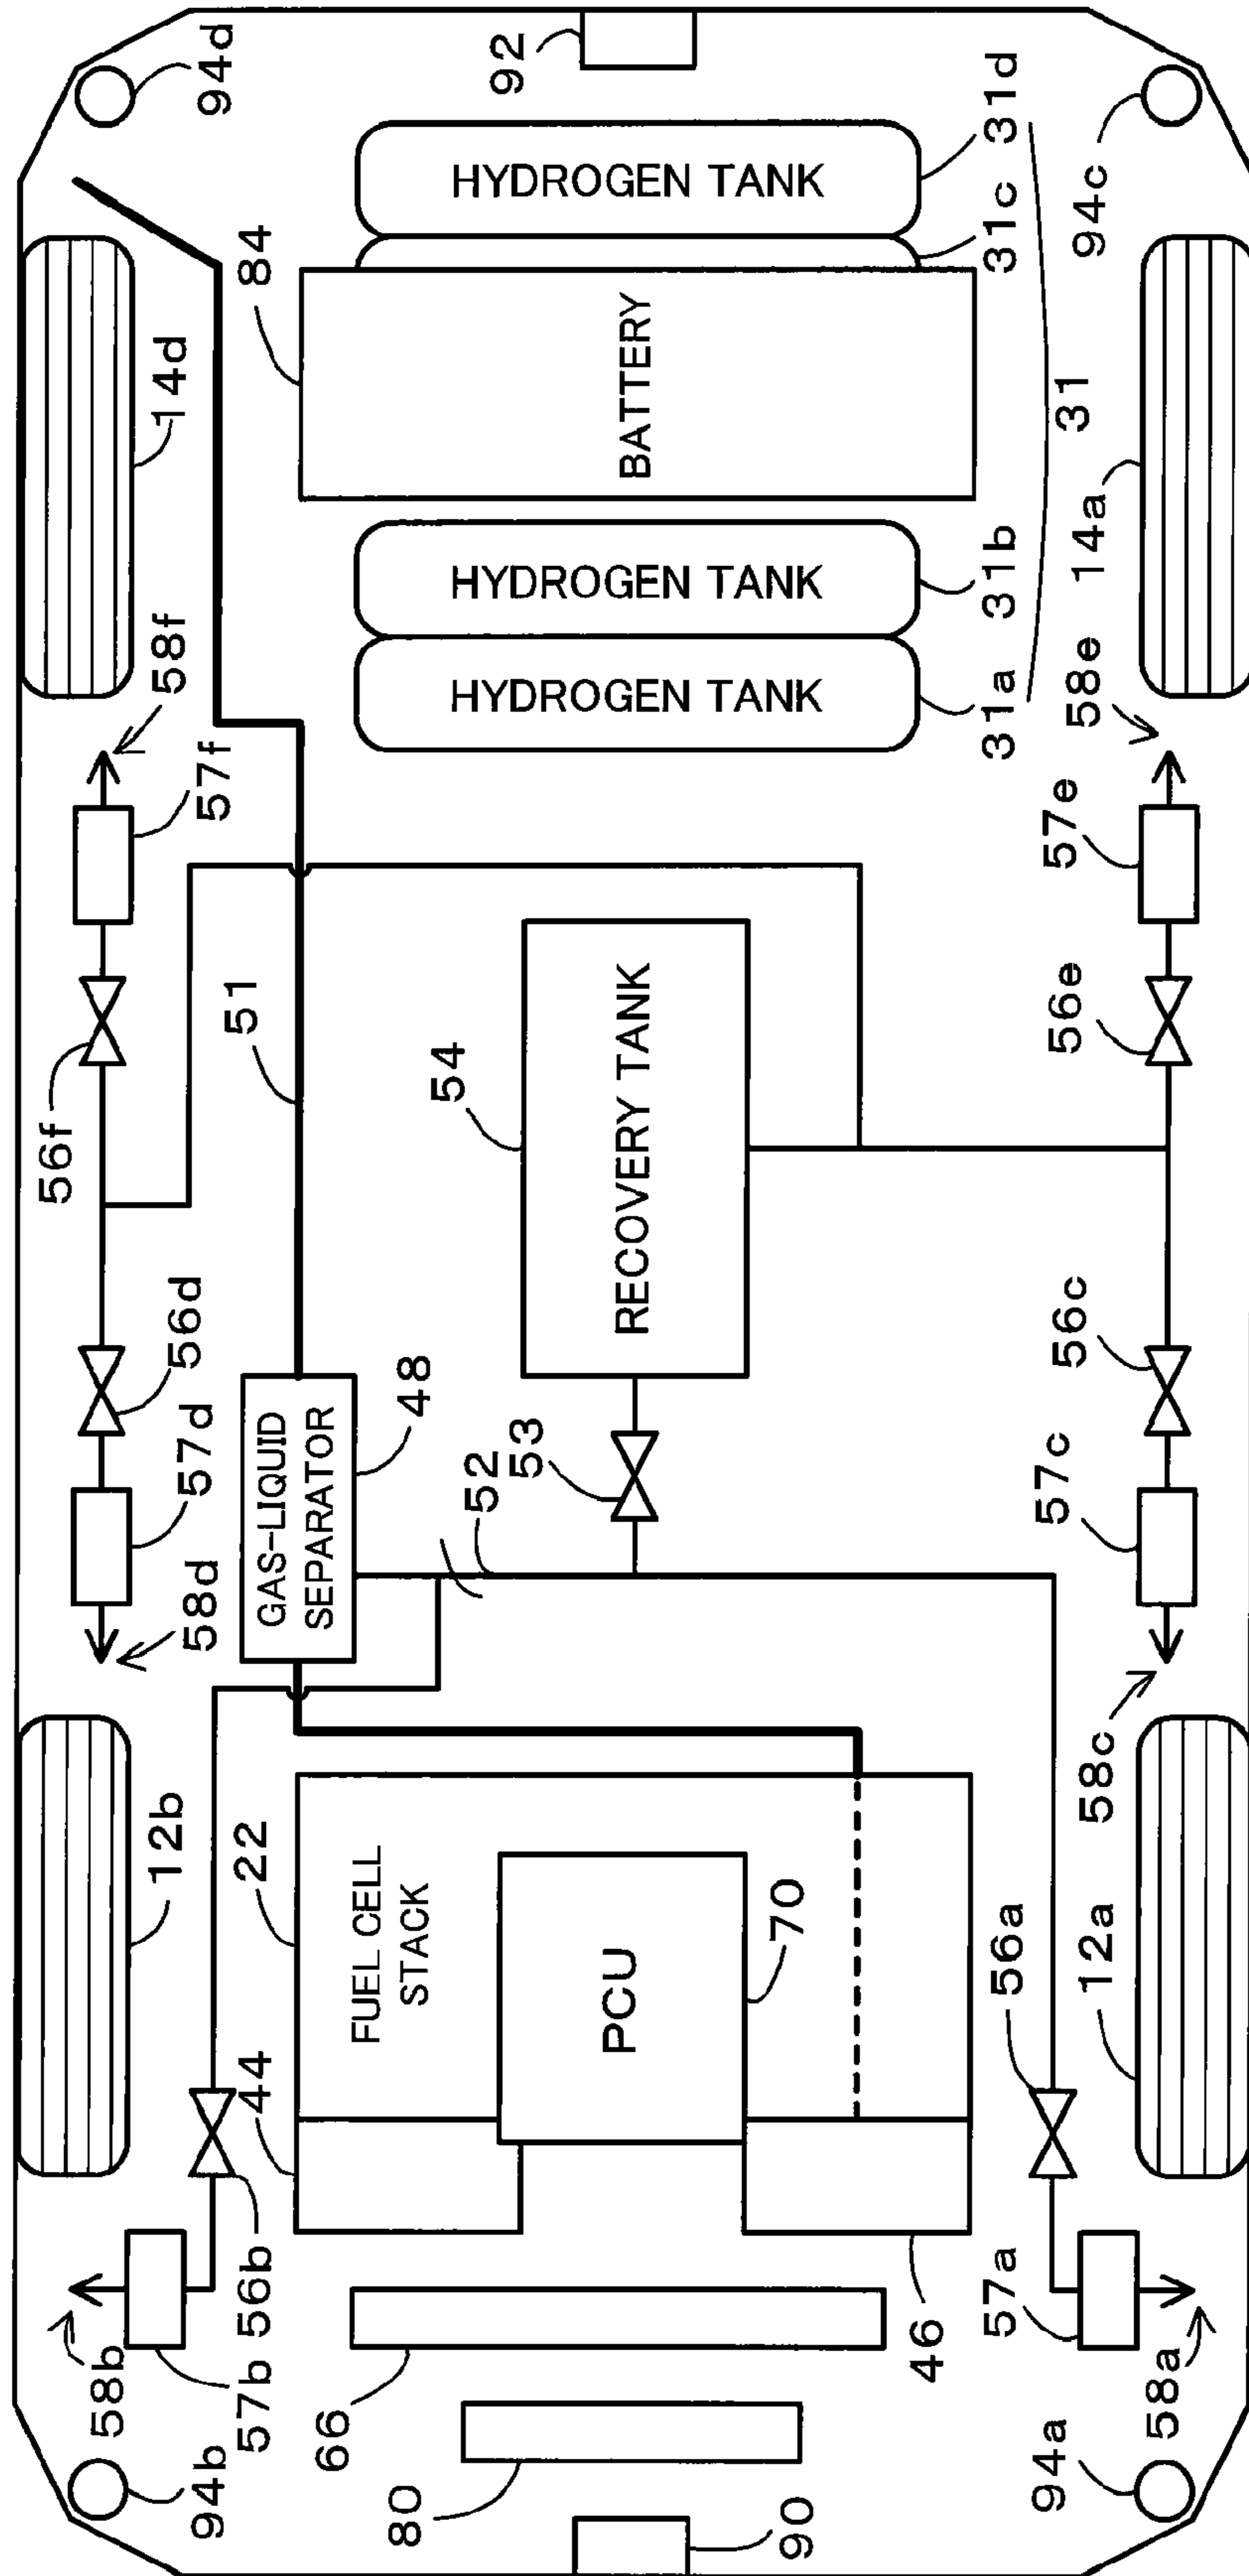 92
94d
HYDROGEN TANK
31d
31c
94c
84
BATTERY
14d
31
14a
HYDROGEN TANK
31b
HYDROGEN TANK
31a
58f
57f
58e
57e
51
54
RECOVERY TANK
56f
56e
56d
57d
58d
GAS-LIQUID
SEPARATOR
48
52
53
56c
57c
58c
12b
22
FUEL CELL
STACK
PCU
70
56a
12a
44
56b
57b
58b
46
57a
58a
66
94b
94a
80
90